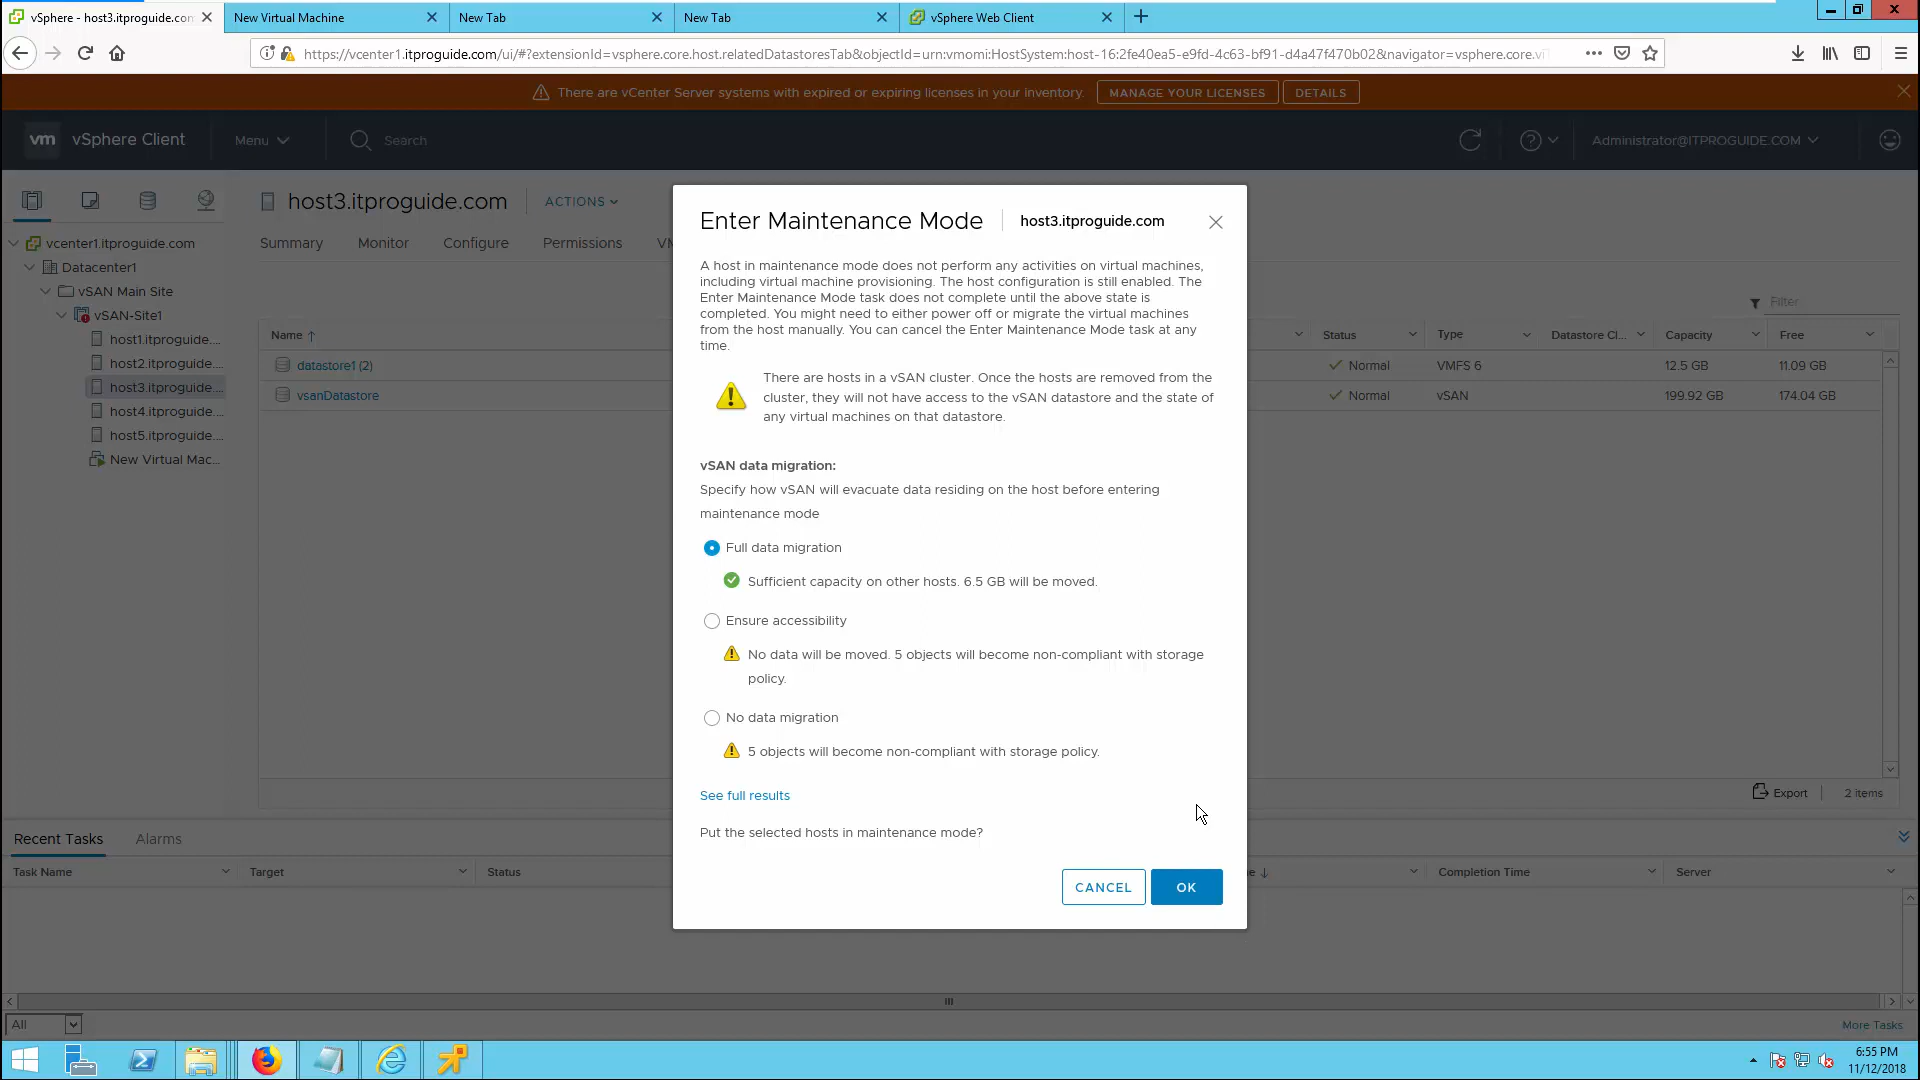 vSphere - host3.itproguide.com
New Virtual Machine
New Tab
New Tab
vSphere Web Client
https://vcenter1.itproguide.com/ui/#?extensionId=vsphere.core.host.relatedDatastoresTab&objectId=urn:vmomi:HostSystem:host-16:2fe40ea5-e9fd-4c63-bf91-d4a47f470b02&navigator=vsphere.core.vi
There are vCenter Server systems with expired or expiring licenses in your inventory.
MANAGE YOUR LICENSES
DETAILS
vm
vSphere Client
Menu
Search
Administrator@ITPROGUIDE.COM
host3.itproguide.com
ACTIONS
Summary
Monitor
Configure
Permissions
VM
vcenter1.itproguide.com
Datacenter1
vSAN Main Site
vSAN-Site1
host1.itproguide....
host2.itproguide....
host3.itproguide....
host4.itproguide....
host5.itproguide....
New Virtual Mac...
Filter
Name
Status
Type
Datastore Cl...
Capacity
Free
datastore1 (2)
Normal
VMFS 6
12.5 GB
11.09 GB
vsanDatastore
Normal
vSAN
199.92 GB
174.04 GB
Export
2 items
Enter Maintenance Mode
host3.itproguide.com
A host in maintenance mode does not perform any activities on virtual machines,
including virtual machine provisioning. The host configuration is still enabled. The
Enter Maintenance Mode task does not complete until the above state is
completed. You might need to either power off or migrate the virtual machines
from the host manually. You can cancel the Enter Maintenance Mode task at any
time.
There are hosts in a vSAN cluster. Once the hosts are removed from the
cluster, they will not have access to the vSAN datastore and the state of
any virtual machines on that datastore.
vSAN data migration:
Specify how vSAN will evacuate data residing on the host before entering
maintenance mode
Full data migration
Sufficient capacity on other hosts. 6.5 GB will be moved.
Ensure accessibility
No data will be moved. 5 objects will become non-compliant with storage
policy.
No data migration
5 objects will become non-compliant with storage policy.
See full results
Put the selected hosts in maintenance mode?
CANCEL
OK
Recent Tasks
Alarms
Task Name
Target
Status
Completion Time
Server
All
More Tasks
6:55 PM
11/12/2018